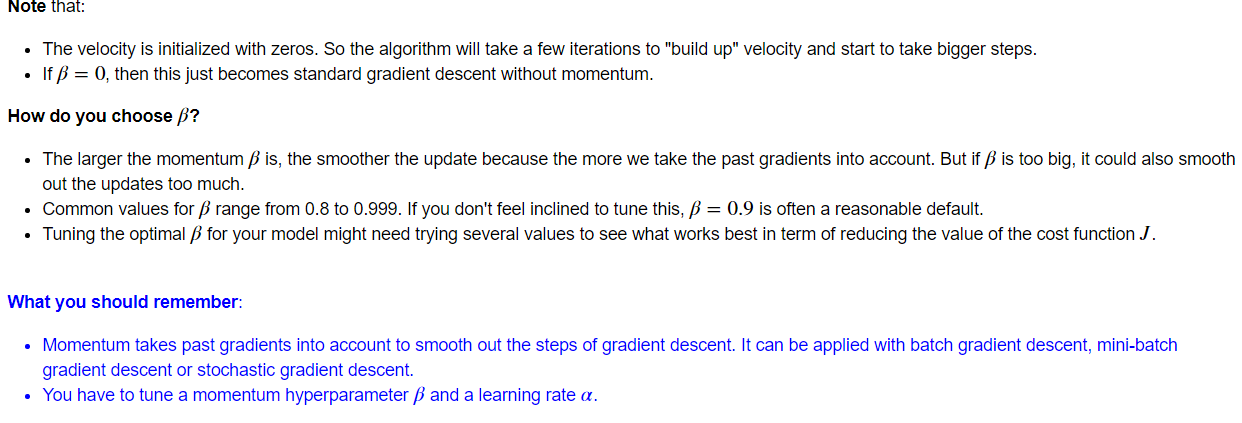 Note that:
• The velocity is initialized with zeros. So the algorithm will take a few iterations to "build up" velocity and start to take bigger steps.
• If β = 0, then this just becomes standard gradient descent without momentum.
How do you choose β?
• The larger the momentum β is, the smoother the update because the more we take the past gradients into account. But if β is too big, it could also smooth
out the updates too much.
• Common values for β range from 0.8 to 0.999. If you don't feel inclined to tune this, β = 0.9 is often a reasonable default.
• Tuning the optimal β for your model might need trying several values to see what works best in term of reducing the value of the cost function J.
What you should remember:
• Momentum takes past gradients into account to smooth out the steps of gradient descent. It can be applied with batch gradient descent, mini-batch
gradient descent or stochastic gradient descent.
• You have to tune a momentum hyperparameter β and a learning rate α.